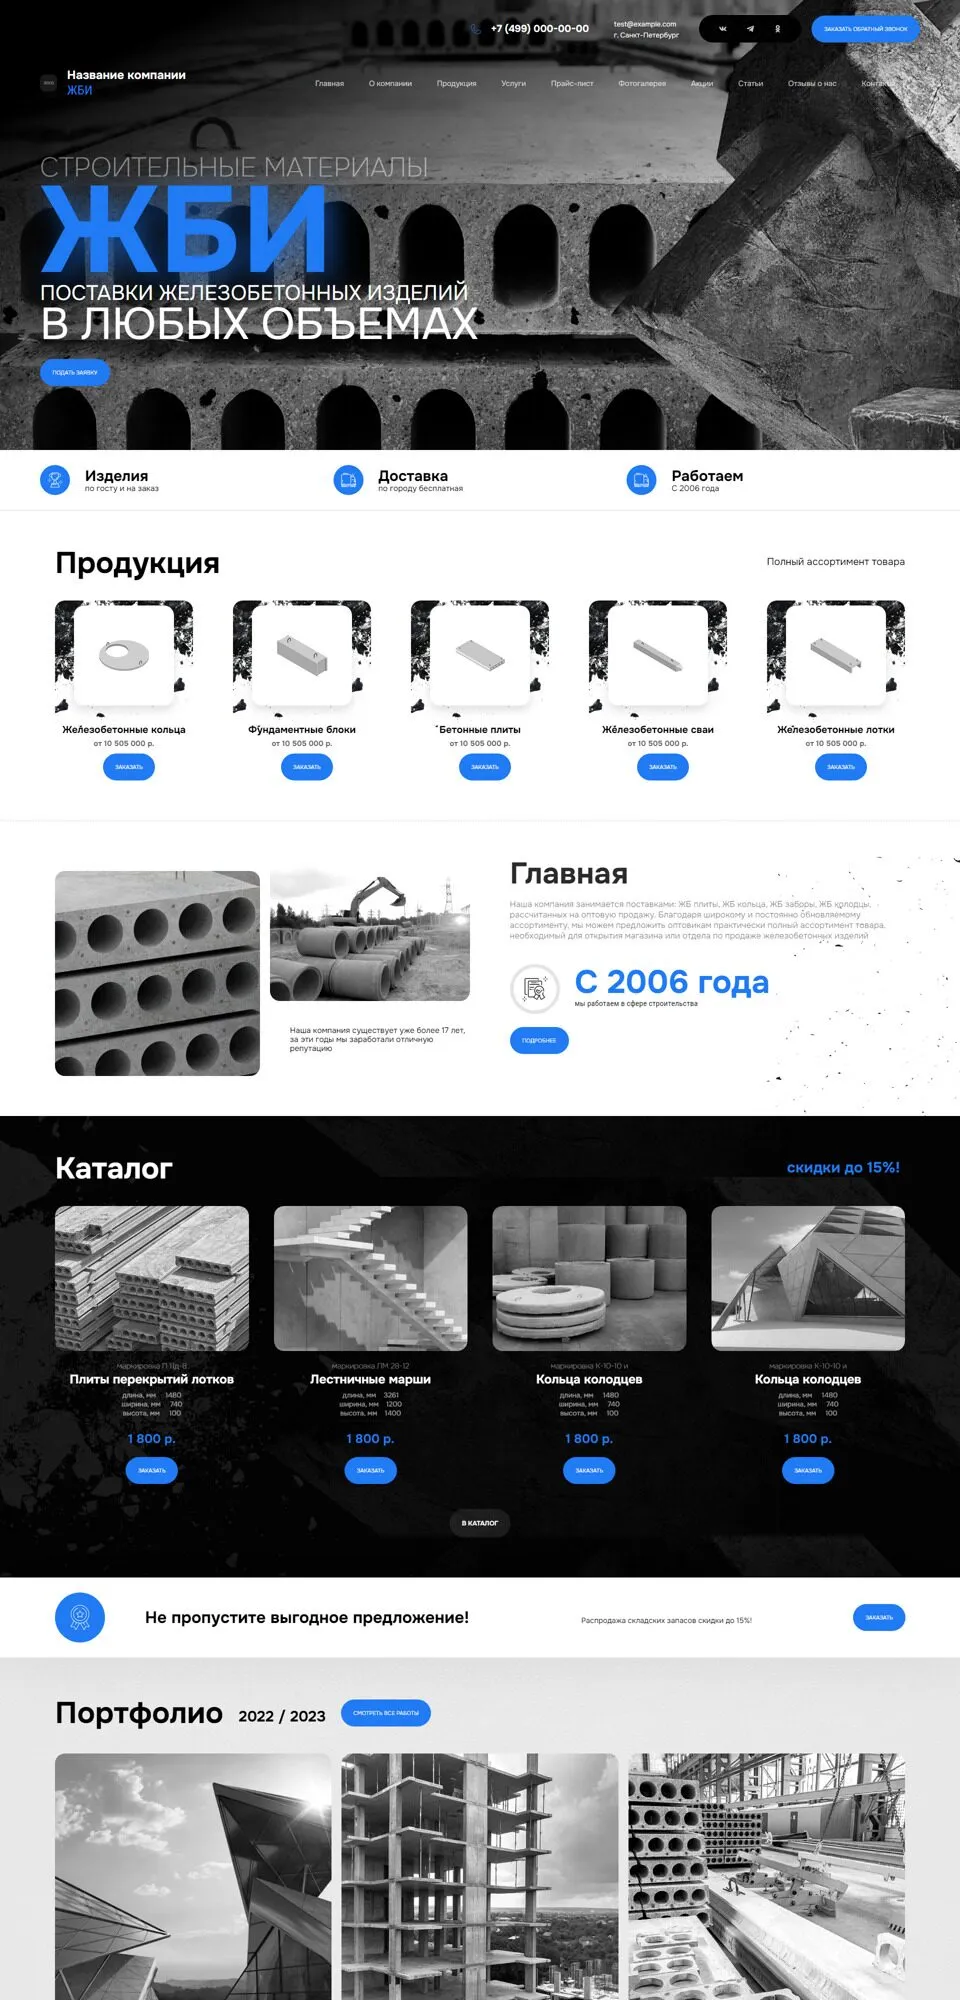 +7 (499) 000-00-00
test@example.com
г. Санкт-Петербург
ЗАКАЗАТЬ ОБРАТНЫЙ ЗВОНОК
Название компании
ЖБИ
Главная О компании Продукция Услуги Прайс-лист Фотогалерея Акции Статьи Отзывы о нас Контакты
СТРОИТЕЛЬНЫЕ МАТЕРИАЛЫ
ЖБИ
ПОСТАВКИ ЖЕЛЕЗОБЕТОННЫХ ИЗДЕЛИЙ
В ЛЮБЫХ ОБЪЕМАХ
ПОДАТЬ ЗАЯВКУ
Изделия
по госту и на заказ
Доставка
по городу бесплатная
Работаем
С 2006 года
Продукция
Полный ассортимент товара
Железобетонные кольца
от 10 505 000 р.
ЗАКАЗАТЬ
Фундаментные блоки
от 10 505 000 р.
ЗАКАЗАТЬ
Бетонные плиты
от 10 505 000 р.
ЗАКАЗАТЬ
Железобетонные сваи
от 10 505 000 р.
ЗАКАЗАТЬ
Железобетонные лотки
от 10 505 000 р.
ЗАКАЗАТЬ
Наша компания существует уже более 17 лет,
за эти годы мы заработали отличную
репутацию
Главная
Наша компания занимается поставками: ЖБ плиты, ЖБ кольца, ЖБ заборы, ЖБ колодцы,
рассчитанных на оптовую продажу. Благодаря широкому и постоянно обновляемому
ассортименту, мы можем предложить оптовикам практически полный ассортимент товара,
необходимый для открытия магазина или отдела по продаже железобетонных изделий
С 2006 года
мы работаем в сфере строительства
ПОДРОБНЕЕ
Каталог
скидки до 15%!
маркировка П 11д-8
Плиты перекрытий лотков
длина, мм 1480
ширина, мм 740
высота, мм 100
1 800 р.
ЗАКАЗАТЬ
маркировка ЛМ 28-12
Лестничные марши
длина, мм 3261
ширина, мм 1200
высота, мм 1400
1 800 р.
ЗАКАЗАТЬ
маркировка К-10-10 и
Кольца колодцев
длина, мм 1480
ширина, мм 740
высота, мм 100
1 800 р.
ЗАКАЗАТЬ
маркировка К-10-10 и
Кольца колодцев
длина, мм 1480
ширина, мм 740
высота, мм 100
1 800 р.
ЗАКАЗАТЬ
В КАТАЛОГ
Не пропустите выгодное предложение!
Распродажа складских запасов скидки до 15%!
ЗАКАЗАТЬ
Портфолио
2022 / 2023
СМОТРЕТЬ ВСЕ РАБОТЫ